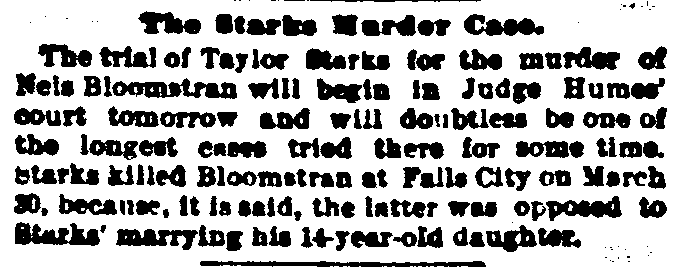 The Starks Murder Case.
The trial of Taylor Starks for the murder of
Nels Bloomstran will begin in Judge Humes'
court tomorrow and will doubtless be one of
the longest cases tried there for some time.
Starks killed Bloomstran at Falls City on March
30, because, it is said, the latter was opposed to
Starks' marrying his 14-year-old daughter.